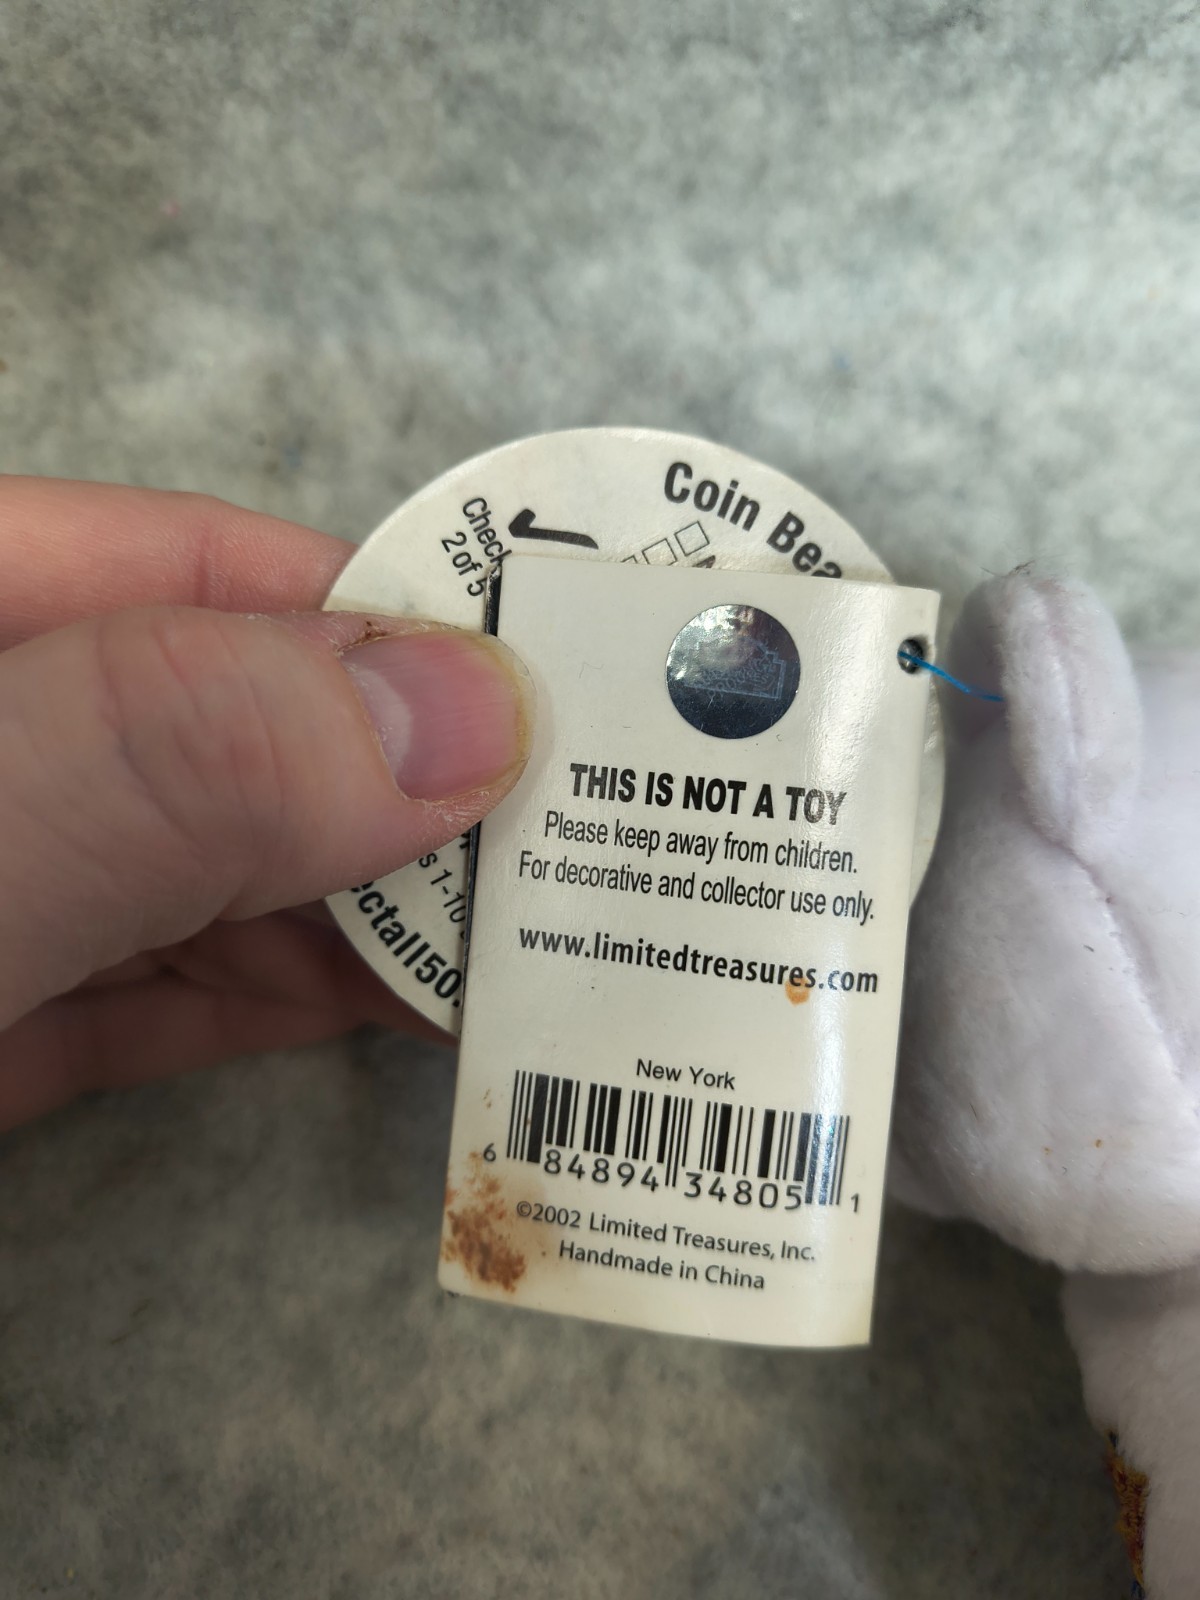 Coin Bea
Check
2 of 5
s 1-10
ectall50.
THIS IS NOT A TOY
Please keep away from children.
For decorative and collector use only.
www.limitedtreasures.com
New York
6 84894 34805 1
©2002 Limited Treasures, Inc.
Handmade in China